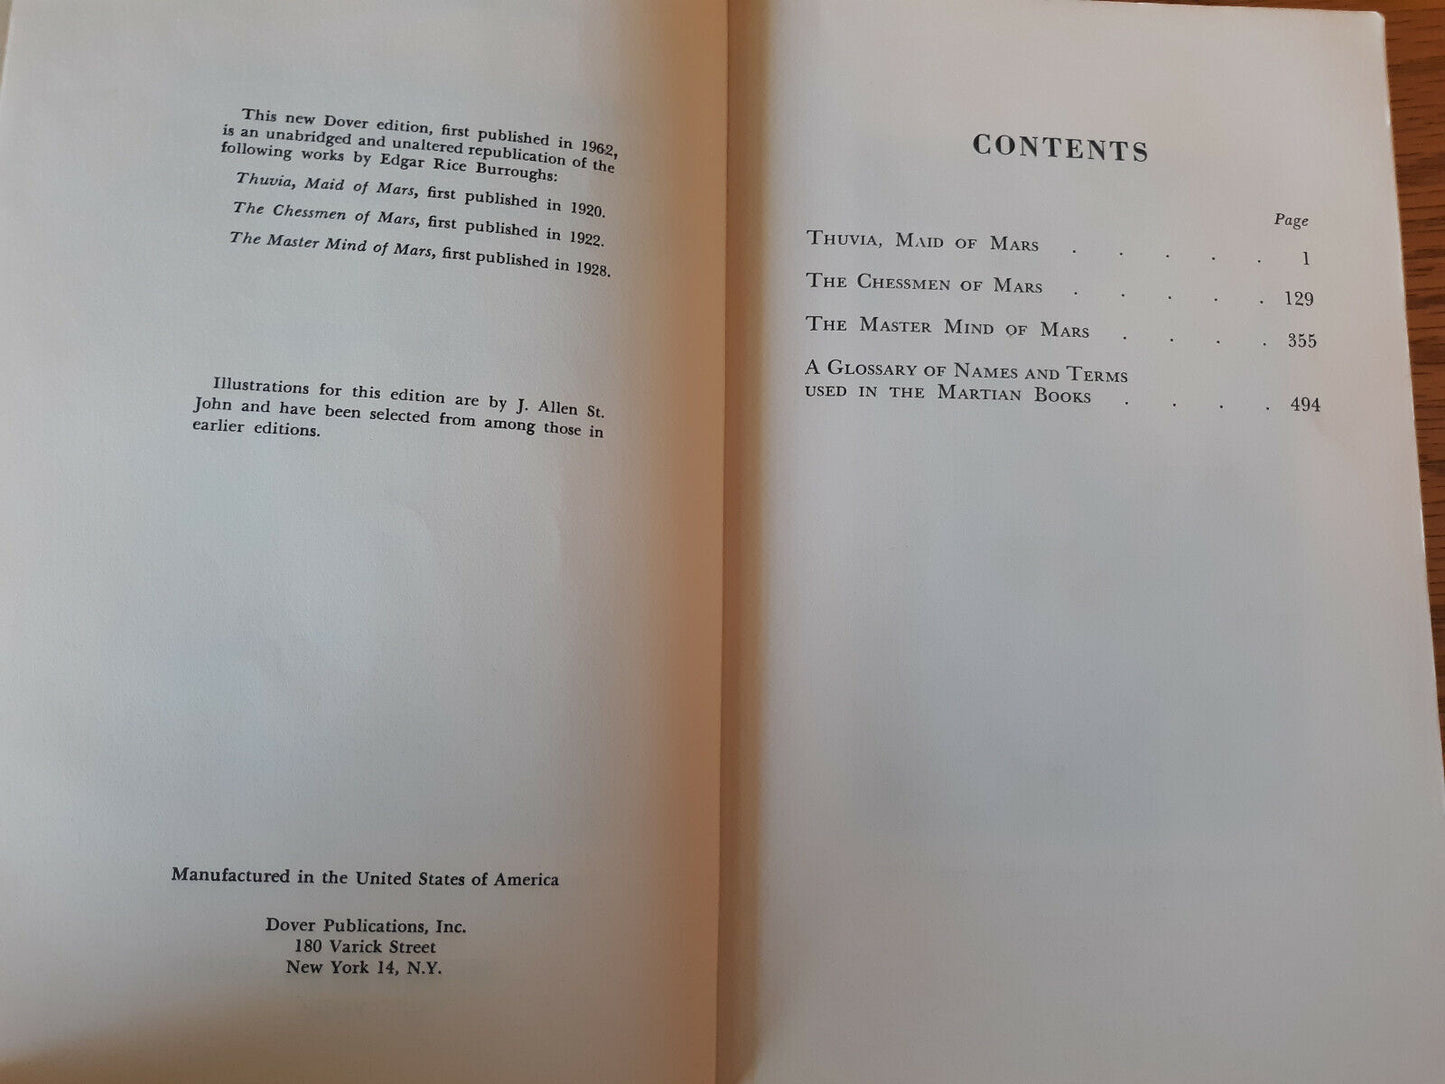 This new Dover edition, first published in 1962,
is an unabridged and unaltered republication of the
following works by Edgar Rice Burroughs:
Thuvia, Maid of Mars, first published in 1920.
The Chessmen of Mars, first published in 1922.
The Master Mind of Mars, first published in 1928.
Illustrations for this edition are by J. Allen St.
John and have been selected from among those in
earlier editions.
Manufactured in the United States of America
Dover Publications, Inc.
180 Varick Street
New York 14, N.Y.
CONTENTS
Page
Thuvia, Maid of Mars . . . . . 1
The Chessmen of Mars . . . . . 129
The Master Mind of Mars . . . . 355
A Glossary of Names and Terms
used in the Martian Books . . . . 494